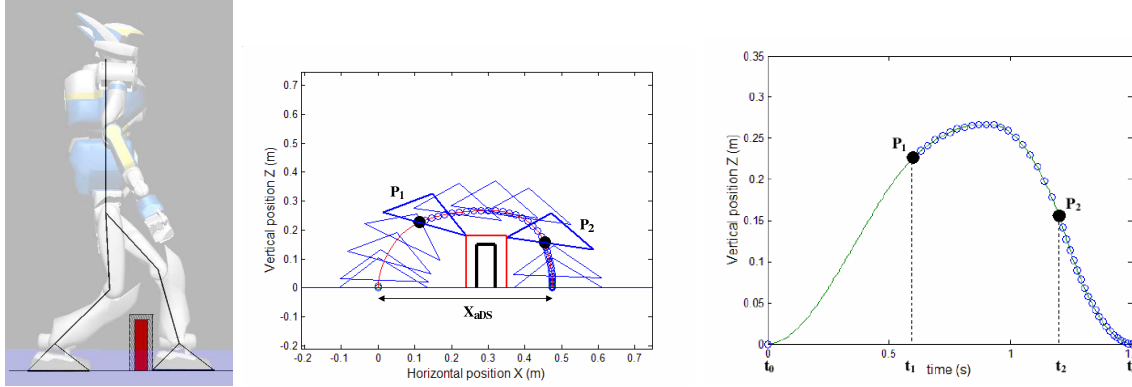 0.7
0.6
0.5
0.4
0.3
0.2
0.1
0
-0.1
-0.2
Vertical position Z (m)
P1
P2
XaDS
-0.2 -0.1 0 0.1 0.2 0.3 0.4 0.5 0.6 0.7
Horizontal position X (m)
0.35
0.3
0.25
0.2
0.15
0.1
0.05
0
Vertical position Z (m)
P1
P2
0.5 1
t0 t1 time (s) t2